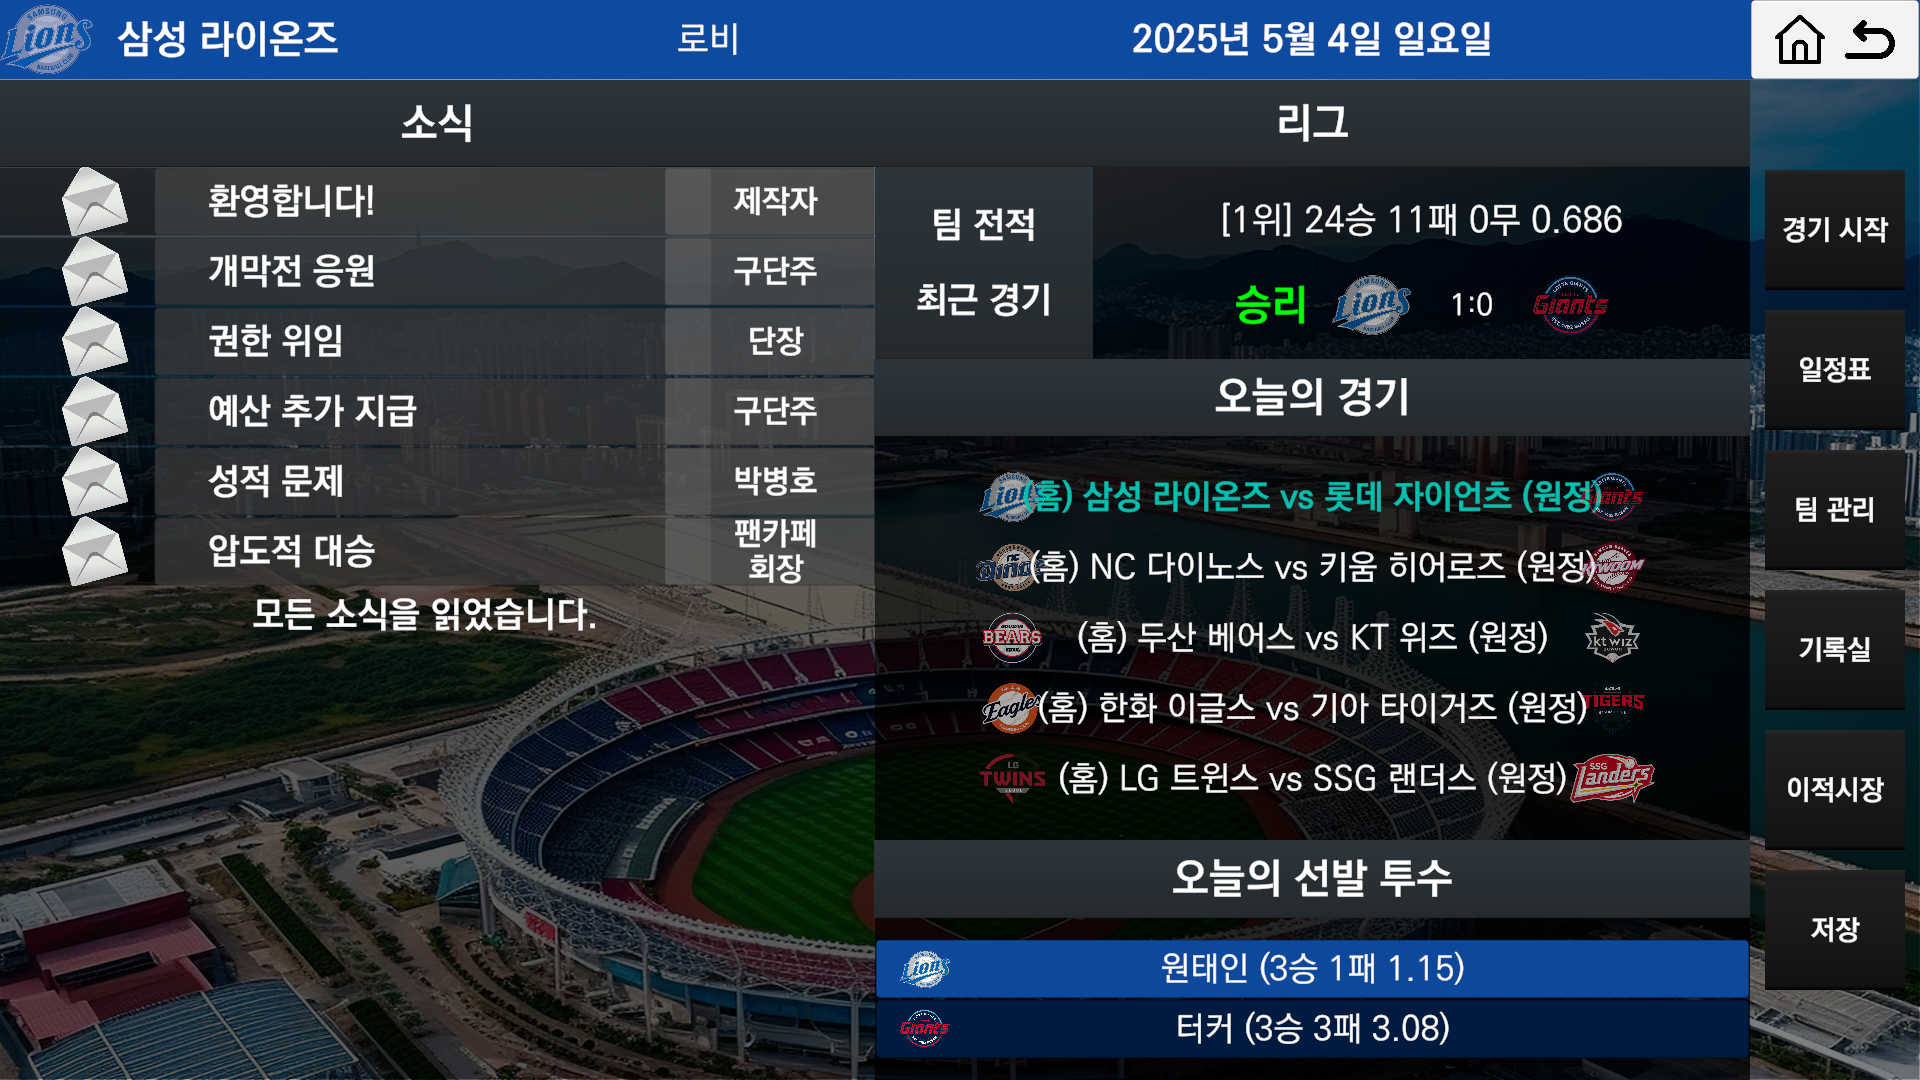 삼성 라이온즈
로비
2025년 5월 4일 일요일
소식
리그
환영합니다!
제작자
개막전 응원
구단주
권한 위임
단장
예산 추가 지급
구단주
성적 문제
박병호
압도적 대승
팬카페
회장
모든 소식을 읽었습니다.
팀 전적
[1위] 24승 11패 0무 0.686
최근 경기
승리
Lions
1:0
Giants
오늘의 경기
(홈) 삼성 라이온즈 vs 롯데 자이언츠 (원정)
(홈) NC 다이노스 vs 키움 히어로즈 (원정)
BEARS
(홈) 두산 베어스 vs KT 위즈 (원정)
kt wiz
Eagles
(홈) 한화 이글스 vs 기아 타이거즈 (원정)
TIGERS
LG
TWINS
(홈) LG 트윈스 vs SSG 랜더스 (원정)
SSG
Landers
오늘의 선발 투수
Lions
원태인 (3승 1패 1.15)
Giants
터커 (3승 3패 3.08)
경기 시작
일정표
팀 관리
기록실
이적시장
저장